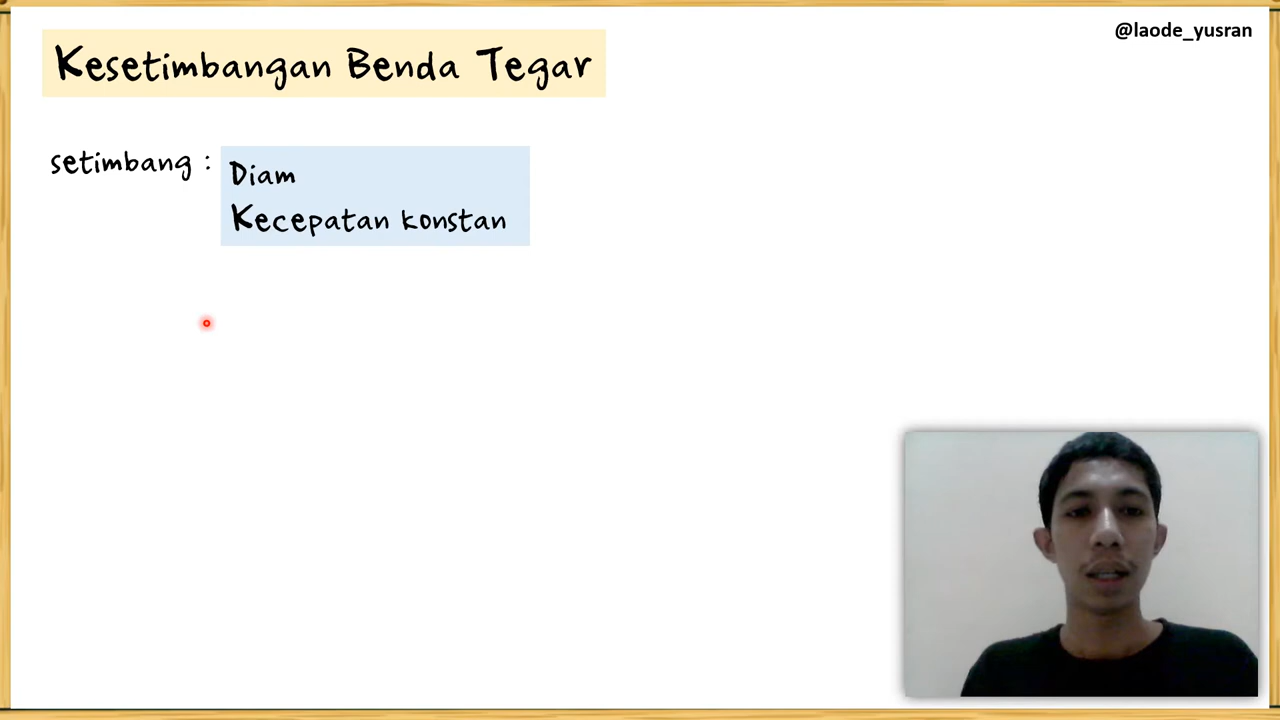 @laode_yusran
Kesetimbangan Benda Tegar
setimbang :
Diam
Kecepatan konstan